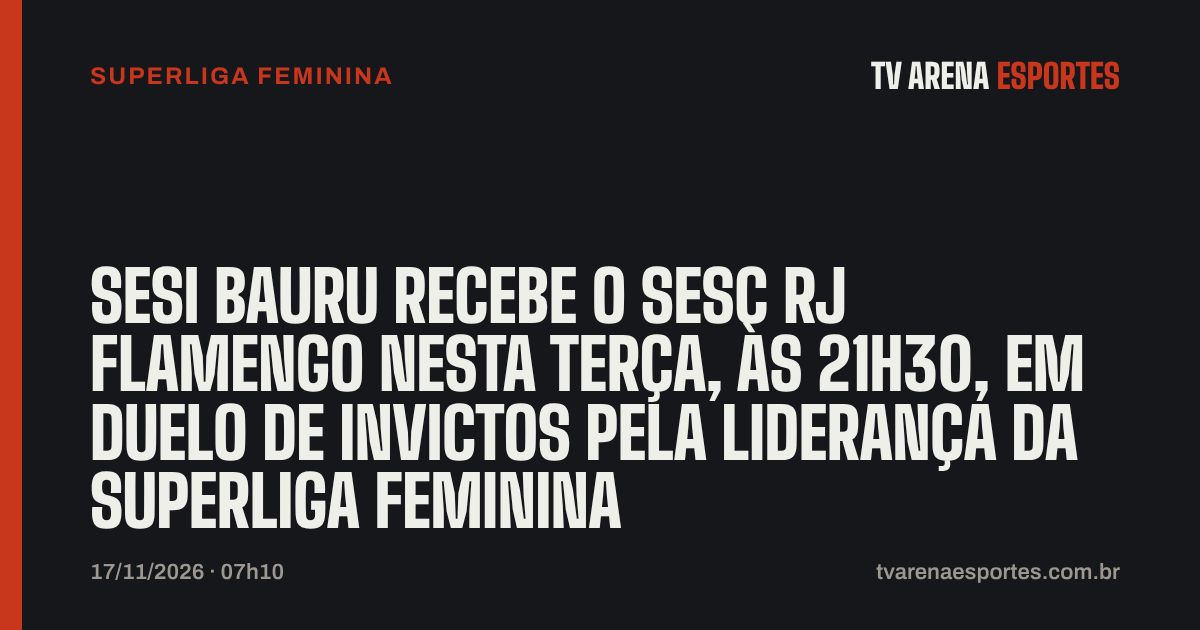 SUPERLIGA FEMININA
TV ARENA ESPORTES
SESI BAURU RECEBE O SESC RJ
FLAMENGO NESTA TERÇA, ÀS 21H30, EM
DUELO DE INVICTOS PELA LIDERANÇA DA
SUPERLIGA FEMININA
17/11/2026 · 07h10
tvarenaesportes.com.br